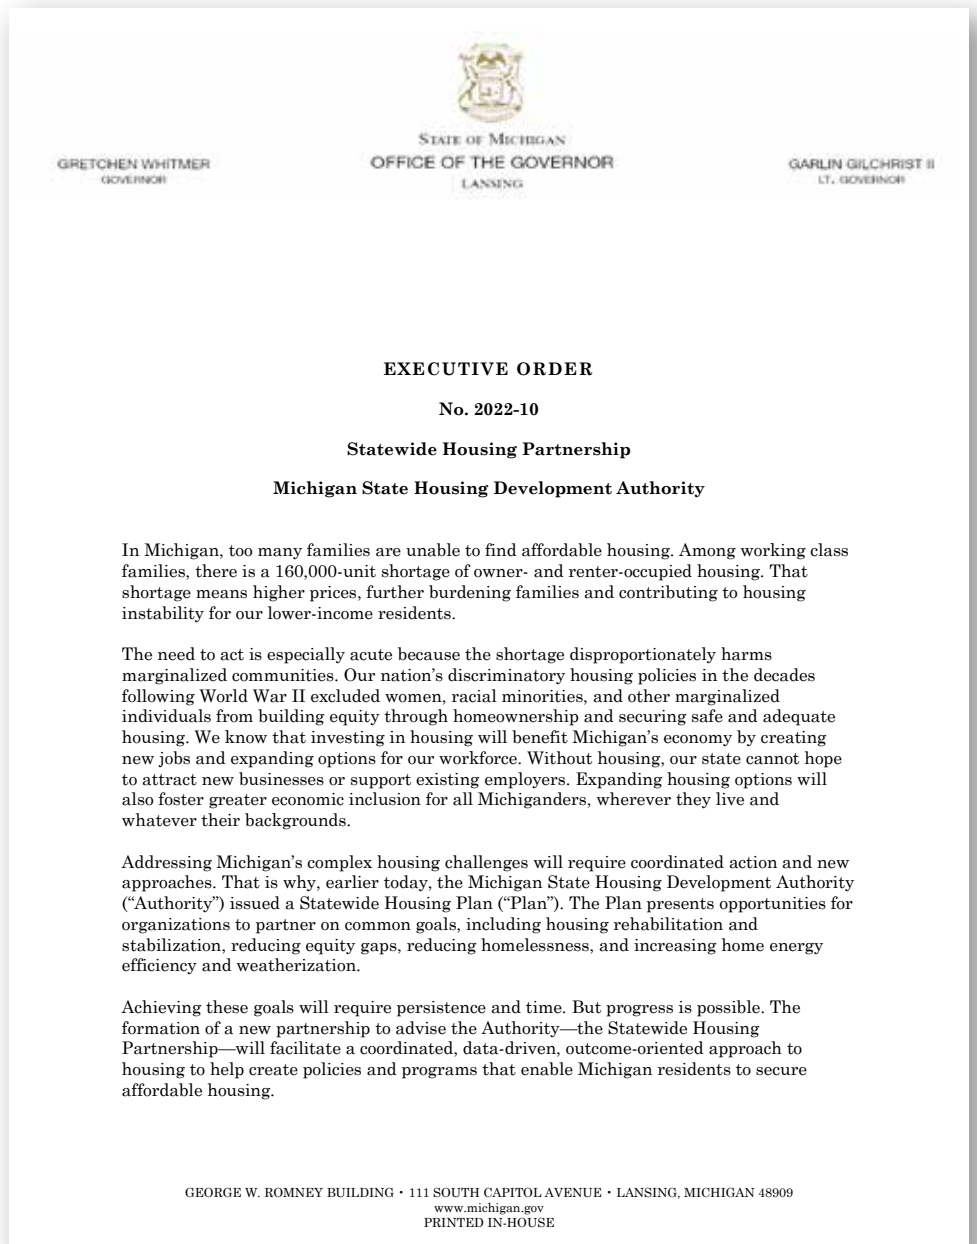 STATE OF MICHIGAN
GRETCHEN WHITMER
GOVERNOR
OFFICE OF THE GOVERNOR
LANSING
GARLIN GILCHRIST II
LT. GOVERNOR
EXECUTIVE ORDER
No. 2022-10
Statewide Housing Partnership
Michigan State Housing Development Authority
In Michigan, too many families are unable to find affordable housing. Among working class
families, there is a 160,000-unit shortage of owner- and renter-occupied housing. That
shortage means higher prices, further burdening families and contributing to housing
instability for our lower-income residents.
The need to act is especially acute because the shortage disproportionately harms
marginalized communities. Our nation’s discriminatory housing policies in the decades
following World War II excluded women, racial minorities, and other marginalized
individuals from building equity through homeownership and securing safe and adequate
housing. We know that investing in housing will benefit Michigan’s economy by creating
new jobs and expanding options for our workforce. Without housing, our state cannot hope
to attract new businesses or support existing employers. Expanding housing options will
also foster greater economic inclusion for all Michiganders, wherever they live and
whatever their backgrounds.
Addressing Michigan’s complex housing challenges will require coordinated action and new
approaches. That is why, earlier today, the Michigan State Housing Development Authority
(“Authority”) issued a Statewide Housing Plan (“Plan”). The Plan presents opportunities for
organizations to partner on common goals, including housing rehabilitation and
stabilization, reducing equity gaps, reducing homelessness, and increasing home energy
efficiency and weatherization.
Achieving these goals will require persistence and time. But progress is possible. The
formation of a new partnership to advise the Authority—the Statewide Housing
Partnership—will facilitate a coordinated, data-driven, outcome-oriented approach to
housing to help create policies and programs that enable Michigan residents to secure
affordable housing.
GEORGE W. ROMNEY BUILDING • 111 SOUTH CAPITOL AVENUE • LANSING, MICHIGAN 48909
www.michigan.gov
PRINTED IN-HOUSE